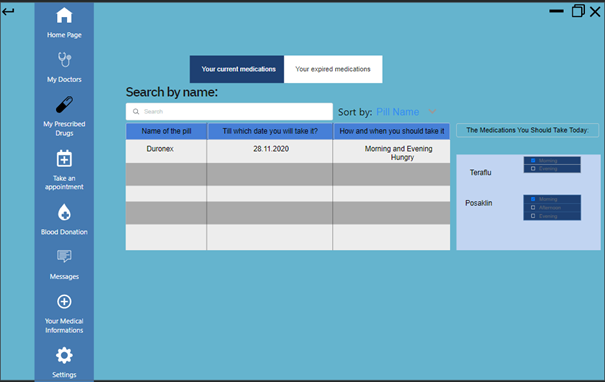 Home Page
My Doctors
My Prescribed
Drugs
Take an
appointment
Blood Donation
Messages
Your Medical
Informations
Settings
Your current medications
Your expired medications
Search by name:
Search
Sort by: Pill Name
Name of the pill
Till which date you will take it?
How and when you should take it
Duronex
28.11.2020
Morning and Evening
Hungry
The Medications You Should Take Today:
Teraflu
Morning
Evening
Posaklin
Morning
Afternoon
Evening